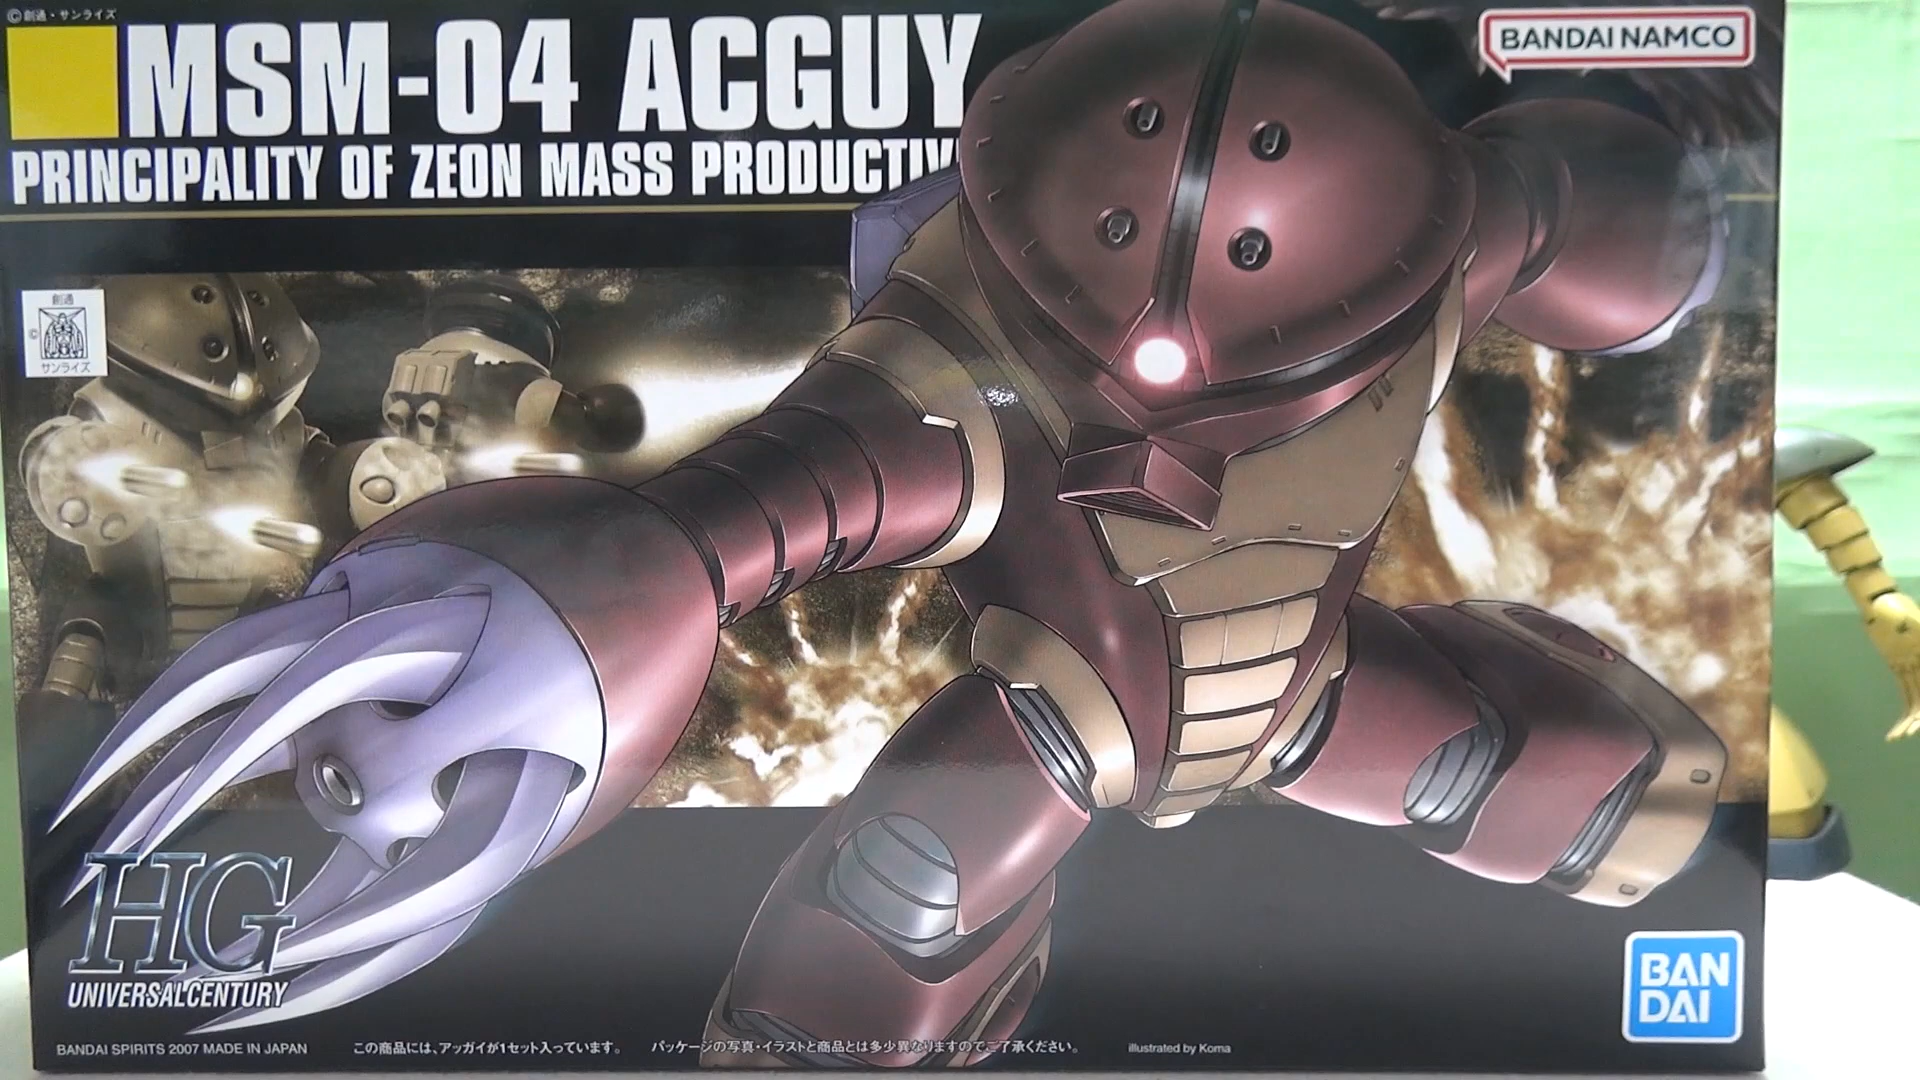 ©創通・サンライズ
BANDAI NAMCO
MSM-04 ACGUY
PRINCIPALITY OF ZEON MASS PRODUCTIV
創通
©
サンライズ
HG
UNIVERSAL CENTURY
BAN
DAI
BANDAI SPIRITS 2007 MADE IN JAPAN
この商品には、アッガイが1セット入っています。
パッケージの写真・イラストと商品とは多少異なりますのでご了承ください。
illustrated by Koma